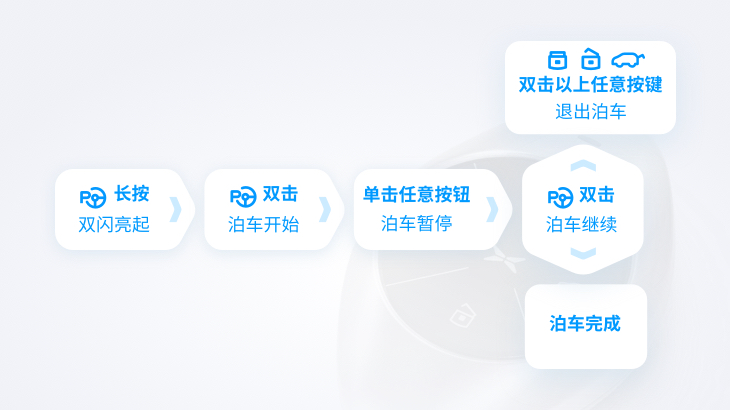 双击以上任意按键
退出泊车
P 长按
双闪亮起
P 双击
泊车开始
单击任意按钮
泊车暂停
P 双击
泊车继续
泊车完成